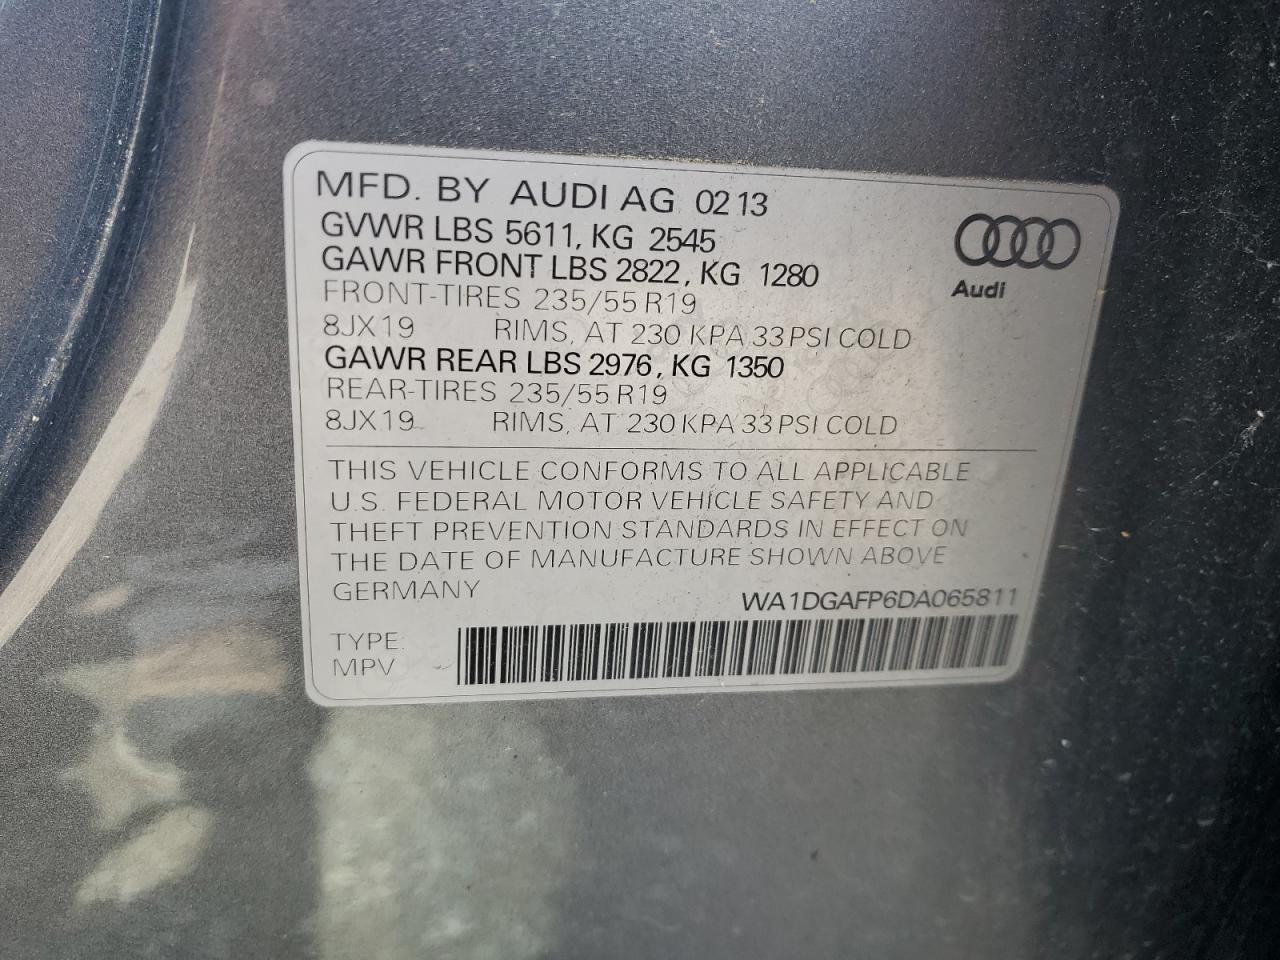 MFD. BY AUDI AG 02 13
GVWR LBS 5611, KG 2545
GAWR FRONT LBS 2822, KG 1280
FRONT-TIRES 235/55 R19
8JX19 RIMS, AT 230 KPA 33 PSI COLD
GAWR REAR LBS 2976, KG 1350
REAR-TIRES 235/55 R19
8JX19 RIMS, AT 230 KPA 33 PSI COLD
Audi
THIS VEHICLE CONFORMS TO ALL APPLICABLE
U.S. FEDERAL MOTOR VEHICLE SAFETY AND
THEFT PREVENTION STANDARDS IN EFFECT ON
THE DATE OF MANUFACTURE SHOWN ABOVE
GERMANY
WA1DGAFP6DA065811
TYPE:
MPV